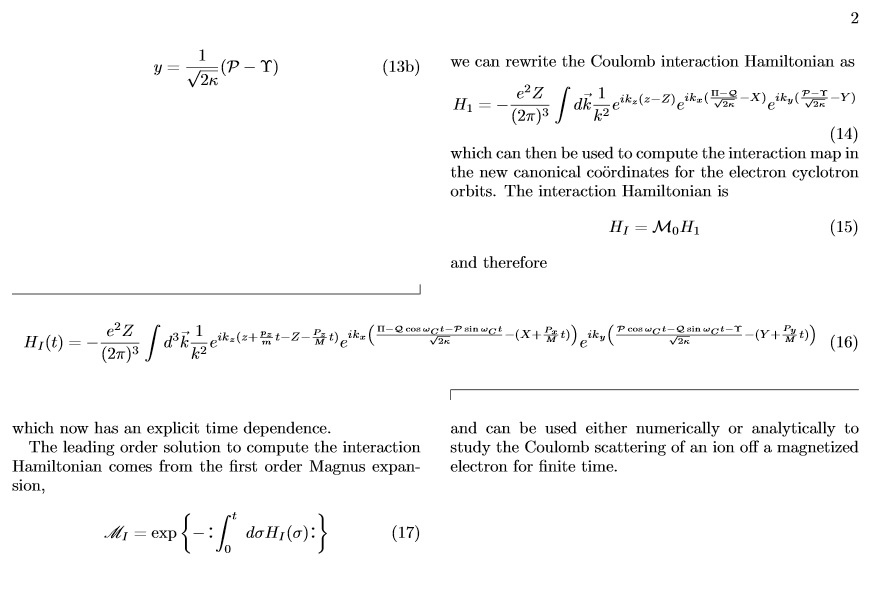 2
y = \frac{1}{\sqrt{2\kappa}}(\mathcal{P} - \Upsilon) (13b)
we can rewrite the Coulomb interaction Hamiltonian as
H_1 = -\frac{e^2 Z}{(2\pi)^3} \int d\vec{k} \frac{1}{k^2} e^{ik_z(z-Z)} e^{ik_x(\frac{\Pi-\mathcal{Q}}{\sqrt{2\kappa}}-X)} e^{ik_y(\frac{\mathcal{P}-\Upsilon}{\sqrt{2\kappa}}-Y)}
(14)
which can then be used to compute the interaction map in
the new canonical coördinates for the electron cyclotron
orbits. The interaction Hamiltonian is
H_I = \mathcal{M}_0 H_1 (15)
and therefore
H_I(t) = -\frac{e^2 Z}{(2\pi)^3} \int d^3\vec{k} \frac{1}{k^2} e^{ik_z(z+\frac{p_z}{m}t-Z-\frac{P_z}{M}t)} e^{ik_x\left(\frac{\Pi-\mathcal{Q}\cos\omega_C t-\mathcal{P}\sin\omega_C t}{\sqrt{2\kappa}}-(X+\frac{P_x}{M}t)\right)} e^{ik_y\left(\frac{\mathcal{P}\cos\omega_C t-\mathcal{Q}\sin\omega_C t-\Upsilon}{\sqrt{2\kappa}}-(Y+\frac{P_y}{M}t)\right)} (16)
which now has an explicit time dependence.
The leading order solution to compute the interaction
Hamiltonian comes from the first order Magnus expan-
sion,
\mathscr{M}_I = \exp\left\{-:\int_0^t d\sigma H_I(\sigma):\right\} (17)
and can be used either numerically or analytically to
study the Coulomb scattering of an ion off a magnetized
electron for finite time.